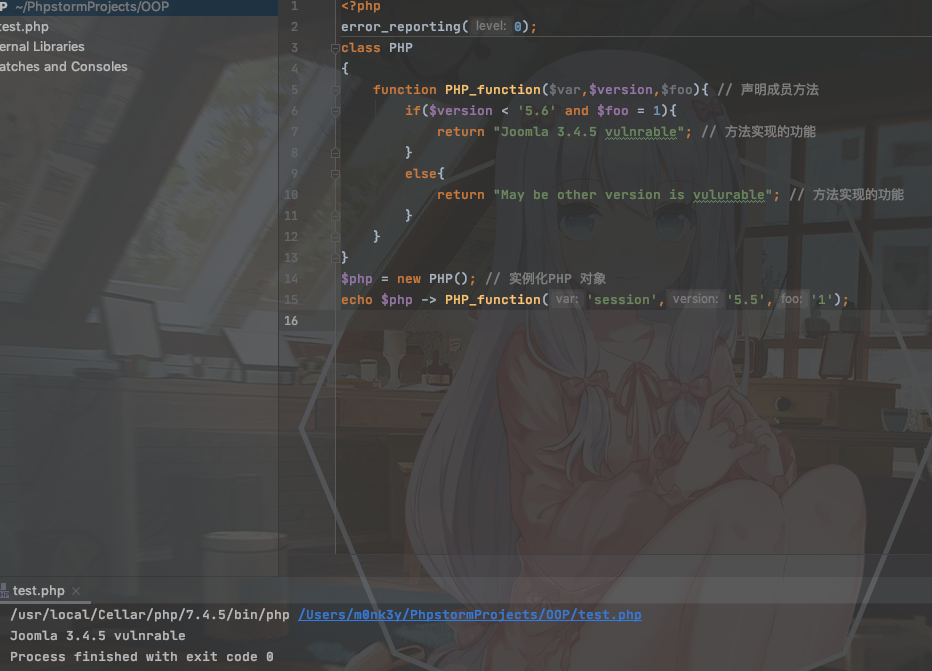 P ~/PhpstormProjects/OOP
est.php
ernal Libraries
atches and Consoles
1 <?php
2 error_reporting( level: 0);
3 class PHP
4 {
5 function PHP_function($var,$version,$foo){ // 声明成员方法
6 if($version < '5.6' and $foo = 1){
7 return "Joomla 3.4.5 vulnrable"; // 方法实现的功能
8 }
9 else{
10 return "May be other version is vulurable"; // 方法实现的功能
11 }
12 }
13 }
14 $php = new PHP(); // 实例化PHP 对象
15 echo $php -> PHP_function( var: 'session', version: '5.5', foo: '1');
16
test.php ×
/usr/local/Cellar/php/7.4.5/bin/php /Users/m0nk3y/PhpstormProjects/OOP/test.php
Joomla 3.4.5 vulnrable
Process finished with exit code 0